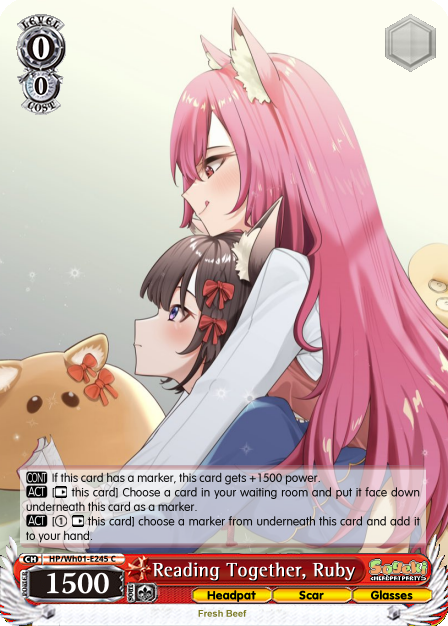 LEVEL
0
0
COST
CONT If this card has a marker, this card gets +1500 power.
ACT [ this card] Choose a card in your waiting room and put it face down
underneath this card as a marker.
ACT [① this card] choose a marker from underneath this card and add it
to your hand.
CH HP/Wh01-E245 C
POWER 1500 SOUL Reading Together, Ruby Sayaki
HEADPAT PARTY
Headpat Scar Glasses
Fresh Beef